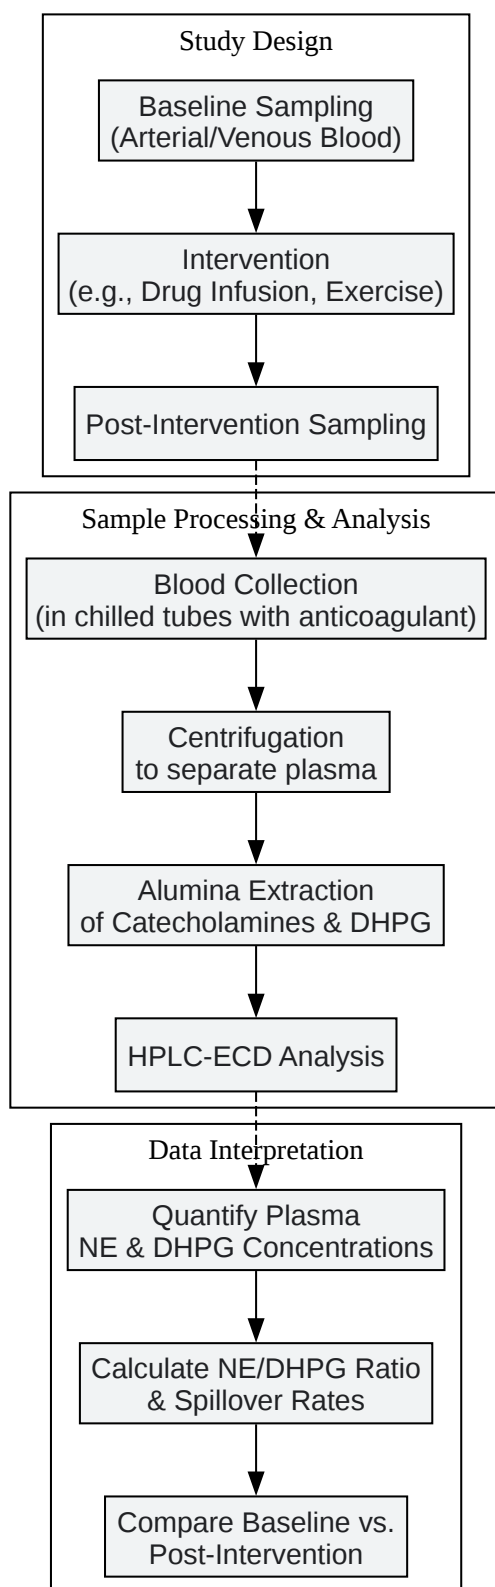 Study Design
Baseline Sampling
(Arterial/Venous Blood)
Intervention
(e.g., Drug Infusion, Exercise)
Post-Intervention Sampling
Sample Processing & Analysis
Blood Collection
(in chilled tubes with anticoagulant)
Centrifugation
to separate plasma
Alumina Extraction
of Catecholamines & DHPG
HPLC-ECD Analysis
Data Interpretation
Quantify Plasma
NE & DHPG Concentrations
Calculate NE/DHPG Ratio
& Spillover Rates
Compare Baseline vs.
Post-Intervention